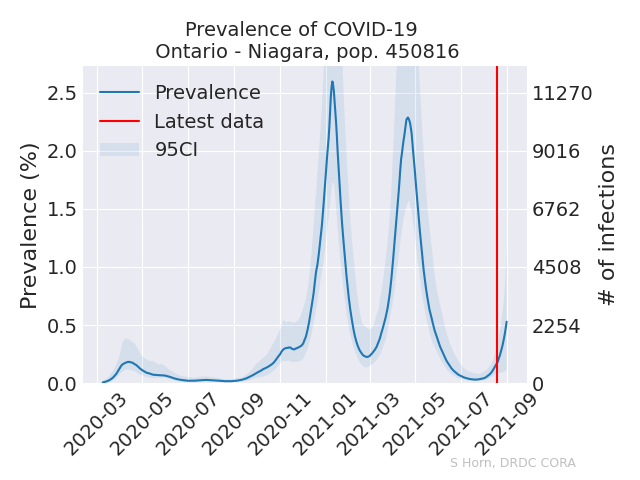 Prevalence of COVID-19
Ontario - Niagara, pop. 450816
Prevalence
Latest data
95CI
Prevalence (%)
2.5
2.0
1.5
1.0
0.5
0.0
11270
9016
6762
4508
2254
0
# of infections
2020-03
2020-05
2020-07
2020-09
2020-11
2021-01
2021-03
2021-05
2021-07
2021-09
S Horn, DRDC CORA